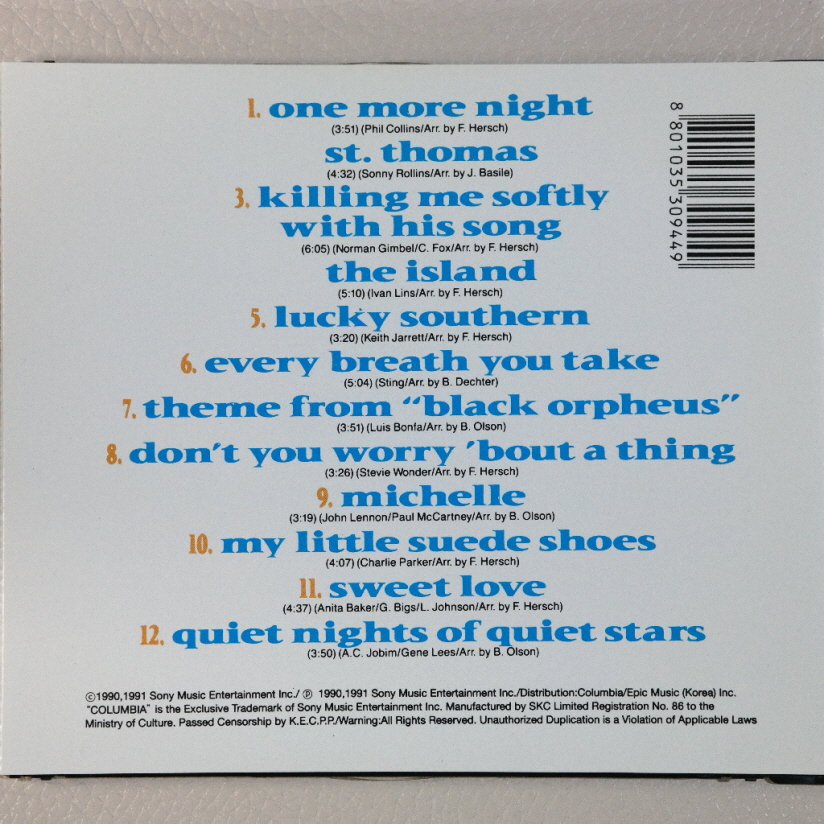 1. one more night
(3:51) (Phil Collins/Arr. by F. Hersch)
st. thomas
(4:32) (Sonny Rollins/Arr. by J. Basile)
3. killing me softly
with his song
(6:05) (Norman Gimbel/C. Fox/Arr. by F. Hersch)
the island
(5:10) (Ivan Lins/Arr. by F. Hersch)
5. lucky southern
(3:20) (Keith Jarrett/Arr. by F. Hersch)
6. every breath you take
(5:04) (Sting/Arr. by B. Dechter)
7. theme from “black orpheus”
(3:51) (Luis Bonfa/Arr. by B. Olson)
8. don't you worry 'bout a thing
(3:26) (Stevie Wonder/Arr. by F. Hersch)
9. michelle
(3:19) (John Lennon/Paul McCartney/Arr. by B. Olson)
10. my little suede shoes
(4:07) (Charlie Parker/Arr. by F. Hersch)
11. sweet love
(4:37) (Anita Baker/G. Bigs/L. Johnson/Arr. by F. Hersch)
12. quiet nights of quiet stars
(3:50) (A.C. Jobim/Gene Lees/Arr. by B. Olson)
8 801035 309449
©1990,1991 Sony Music Entertainment Inc./ ℗ 1990,1991 Sony Music Entertainment Inc./Distribution:Columbia/Epic Music (Korea) Inc.
"COLUMBIA" is the Exclusive Trademark of Sony Music Entertainment Inc. Manufactured by SKC Limited Registration No. 86 to the
Ministry of Culture. Passed Censorship by K.E.C.P.P./Warning:All Rights Reserved. Unauthorized Duplication is a Violation of Applicable Laws